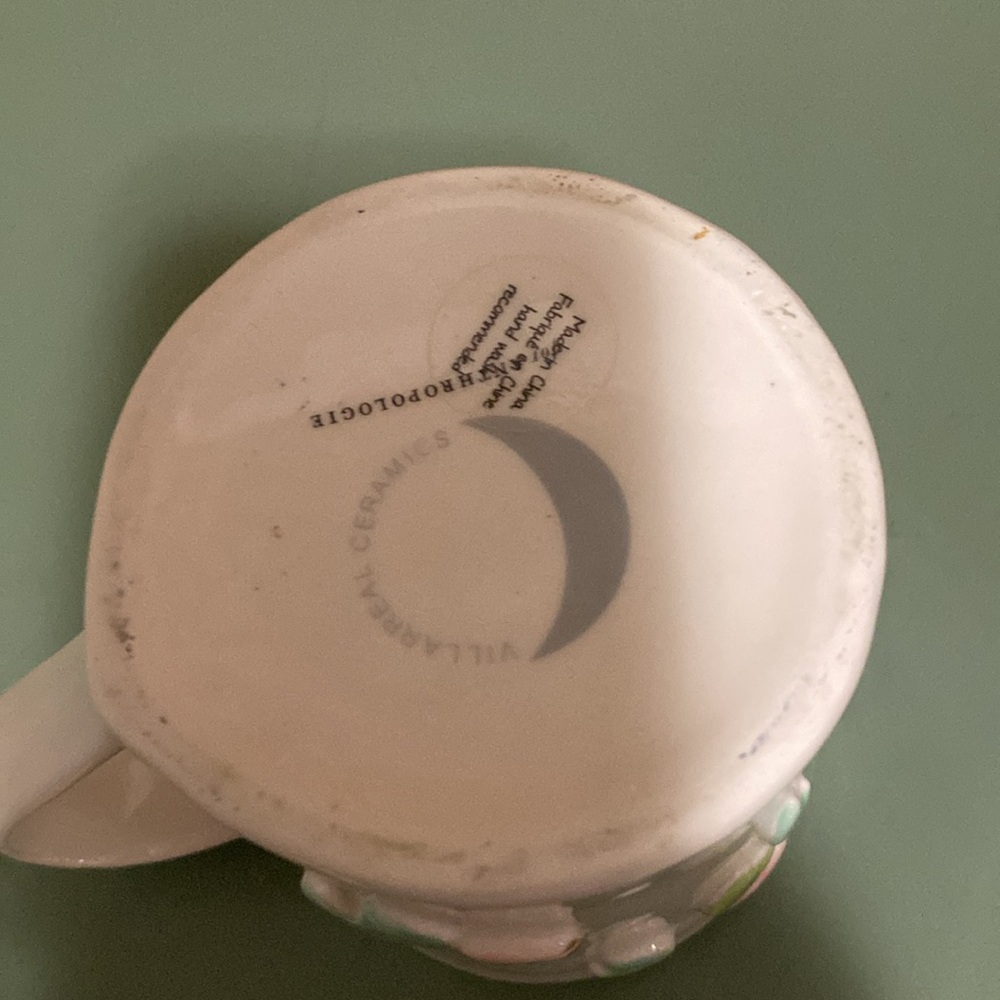 Made in China
Fabriqué en Chine
hand wash
recommended
ANTHROPOLOGIE
VILLARREAL CERAMICS